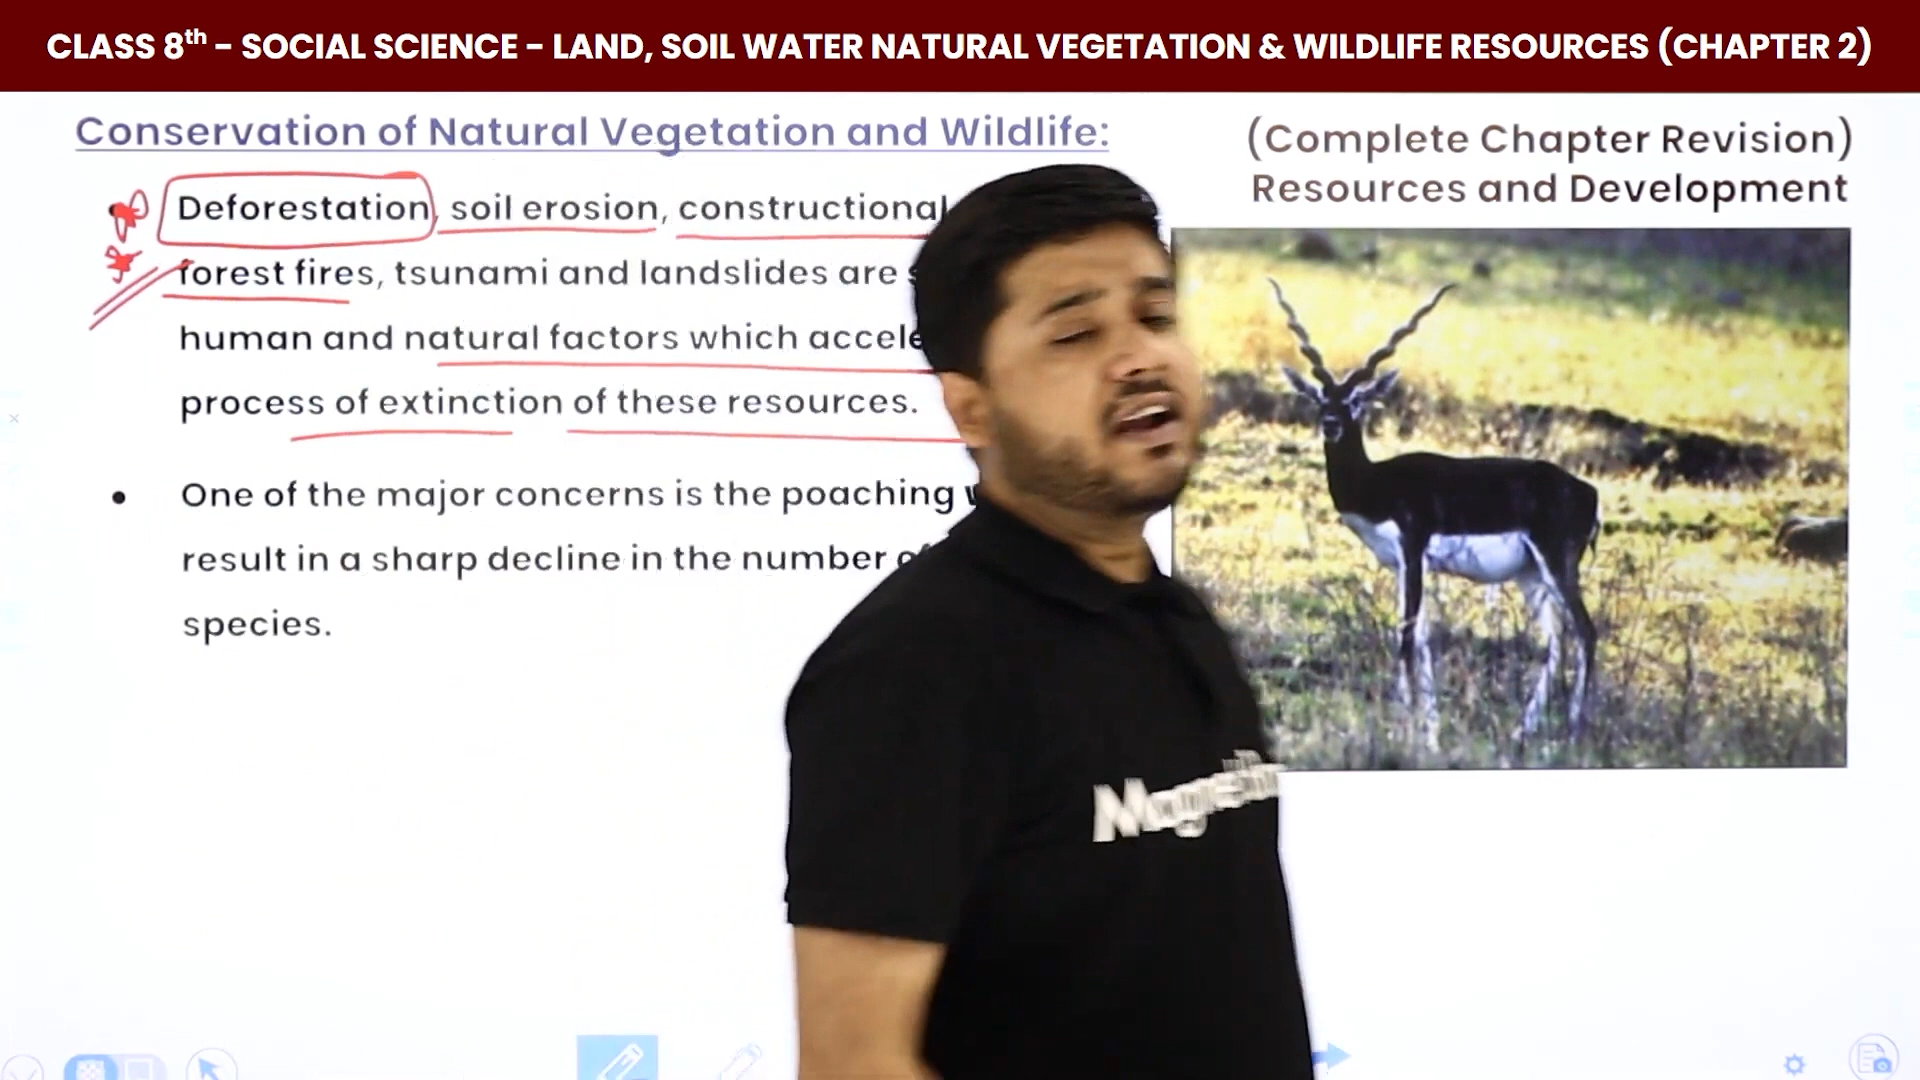 CLASS 8th - SOCIAL SCIENCE - LAND, SOIL WATER NATURAL VEGETATION & WILDLIFE RESOURCES (CHAPTER 2)
Conservation of Natural Vegetation and Wildlife:
(Complete Chapter Revision)
Resources and Development
Deforestation, soil erosion, constructional
forest fires, tsunami and landslides are
human and natural factors which accele
process of extinction of these resources.
• One of the major concerns is the poaching
result in a sharp decline in the number
species.